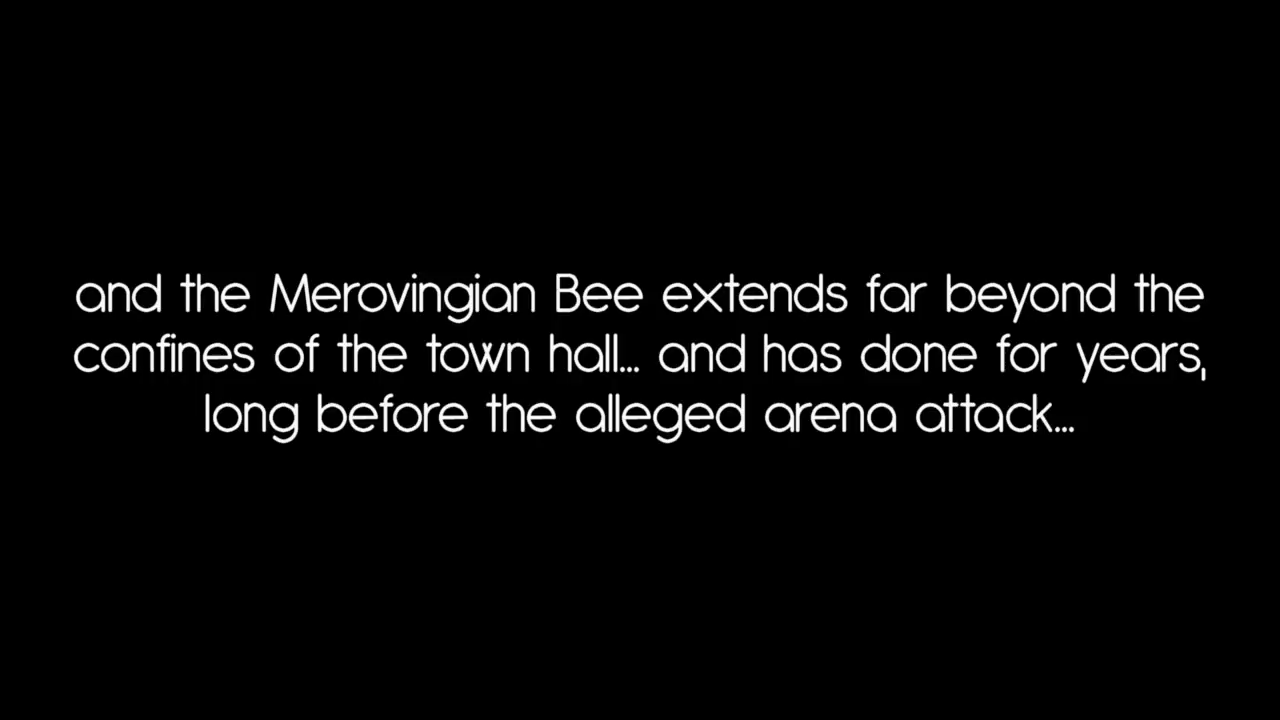 and the Merovingian Bee extends far beyond the
confines of the town hall... and has done for years,
long before the alleged arena attack...